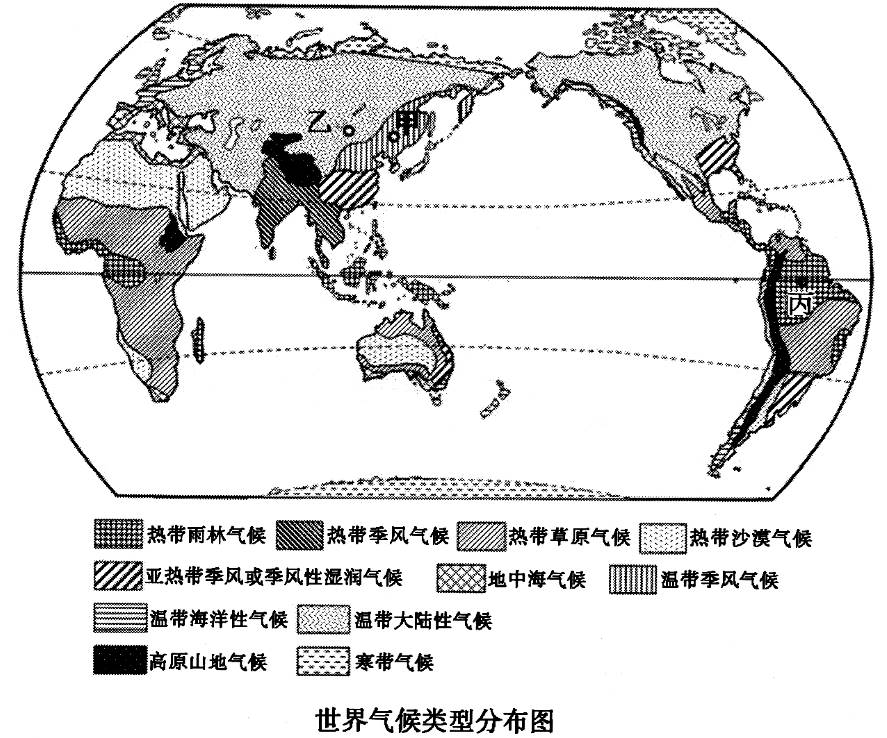 乙 甲
丙
热带雨林气候 热带季风气候 热带草原气候 热带沙漠气候
亚热带季风或季风性湿润气候 地中海气候 温带季风气候
温带海洋性气候 温带大陆性气候
高原山地气候 寒带气候
世界气候类型分布图